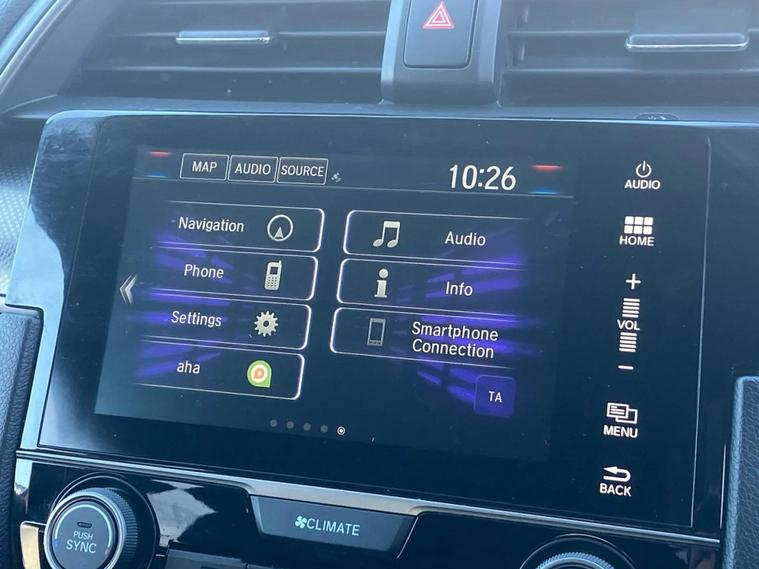 MAP AUDIO SOURCE 10:26
Navigation
Phone
Settings
aha
Audio
Info
Smartphone
Connection
TA
AUDIO
HOME
+
VOL
−
MENU
BACK
PUSH
SYNC
CLIMATE